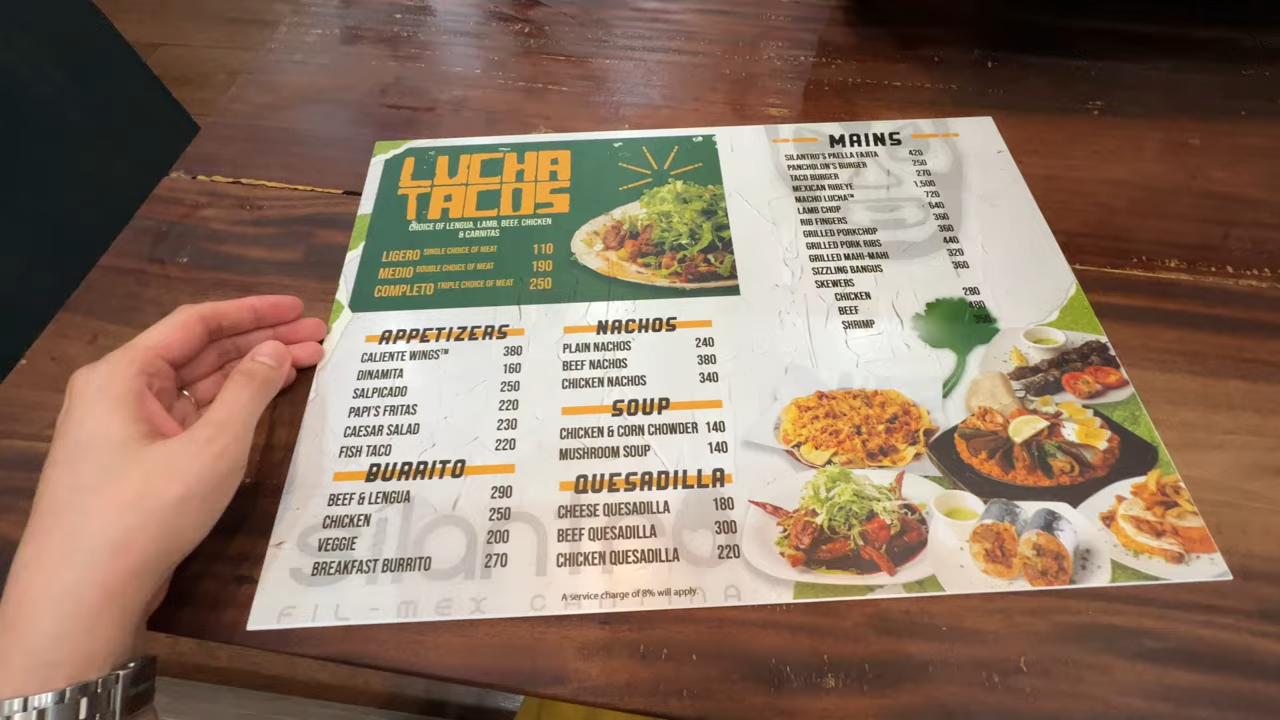 LUCHA
TACOS
CHOICE OF LENGUA, LAMB, BEEF, CHICKEN
& CARNITAS
LIGERO SINGLE CHOICE OF MEAT 110
MEDIO DOUBLE CHOICE OF MEAT 190
COMPLETO TRIPLE CHOICE OF MEAT 250
APPETIZERS
CALIENTE WINGS™ 380
DINAMITA 160
SALPICADO 250
PAPI'S FRITAS 220
CAESAR SALAD 230
FISH TACO 220
BURRITO
BEEF & LENGUA 290
CHICKEN 250
VEGGIE 200
BREAKFAST BURRITO 270
NACHOS
PLAIN NACHOS 240
BEEF NACHOS 380
CHICKEN NACHOS 340
SOUP
CHICKEN & CORN CHOWDER 140
MUSHROOM SOUP 140
QUESADILLA
CHEESE QUESADILLA 180
BEEF QUESADILLA 300
CHICKEN QUESADILLA 220
MAINS
SILANTRO'S PAELLA FAJITA 420
PANCHOLON'S BURGER 250
TACO BURGER 270
MEXICAN RIBEYE 1,500
MACHO LUCHA™ 720
LAMB CHOP 640
RIB FINGERS 360
GRILLED PORKCHOP 360
GRILLED PORK RIBS 440
GRILLED MAHI-MAHI 320
SIZZLING BANGUS 360
SKEWERS
CHICKEN 280
BEEF 480
SHRIMP
silantro
FIL-MEX CANTINA
A service charge of 8% will apply.